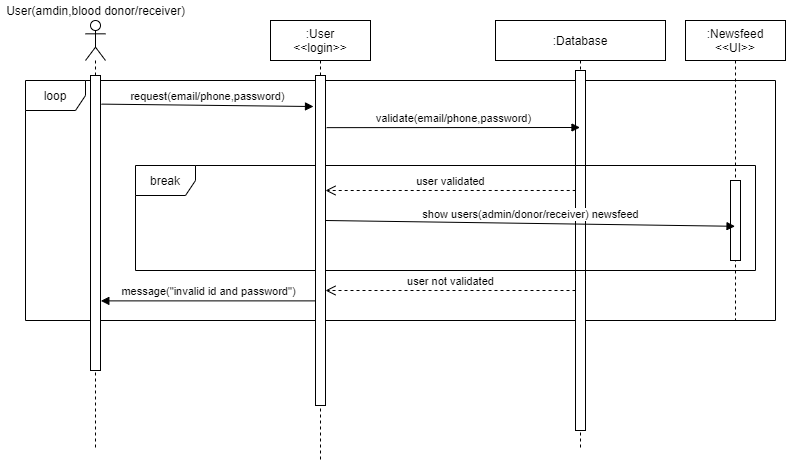 User(amdin,blood donor/receiver)
:User
<<login>>
:Database
:Newsfeed
<<UI>>
loop
request(email/phone,password)
validate(email/phone,password)
break
user validated
show users(admin/donor/receiver) newsfeed
user not validated
message("invalid id and password")